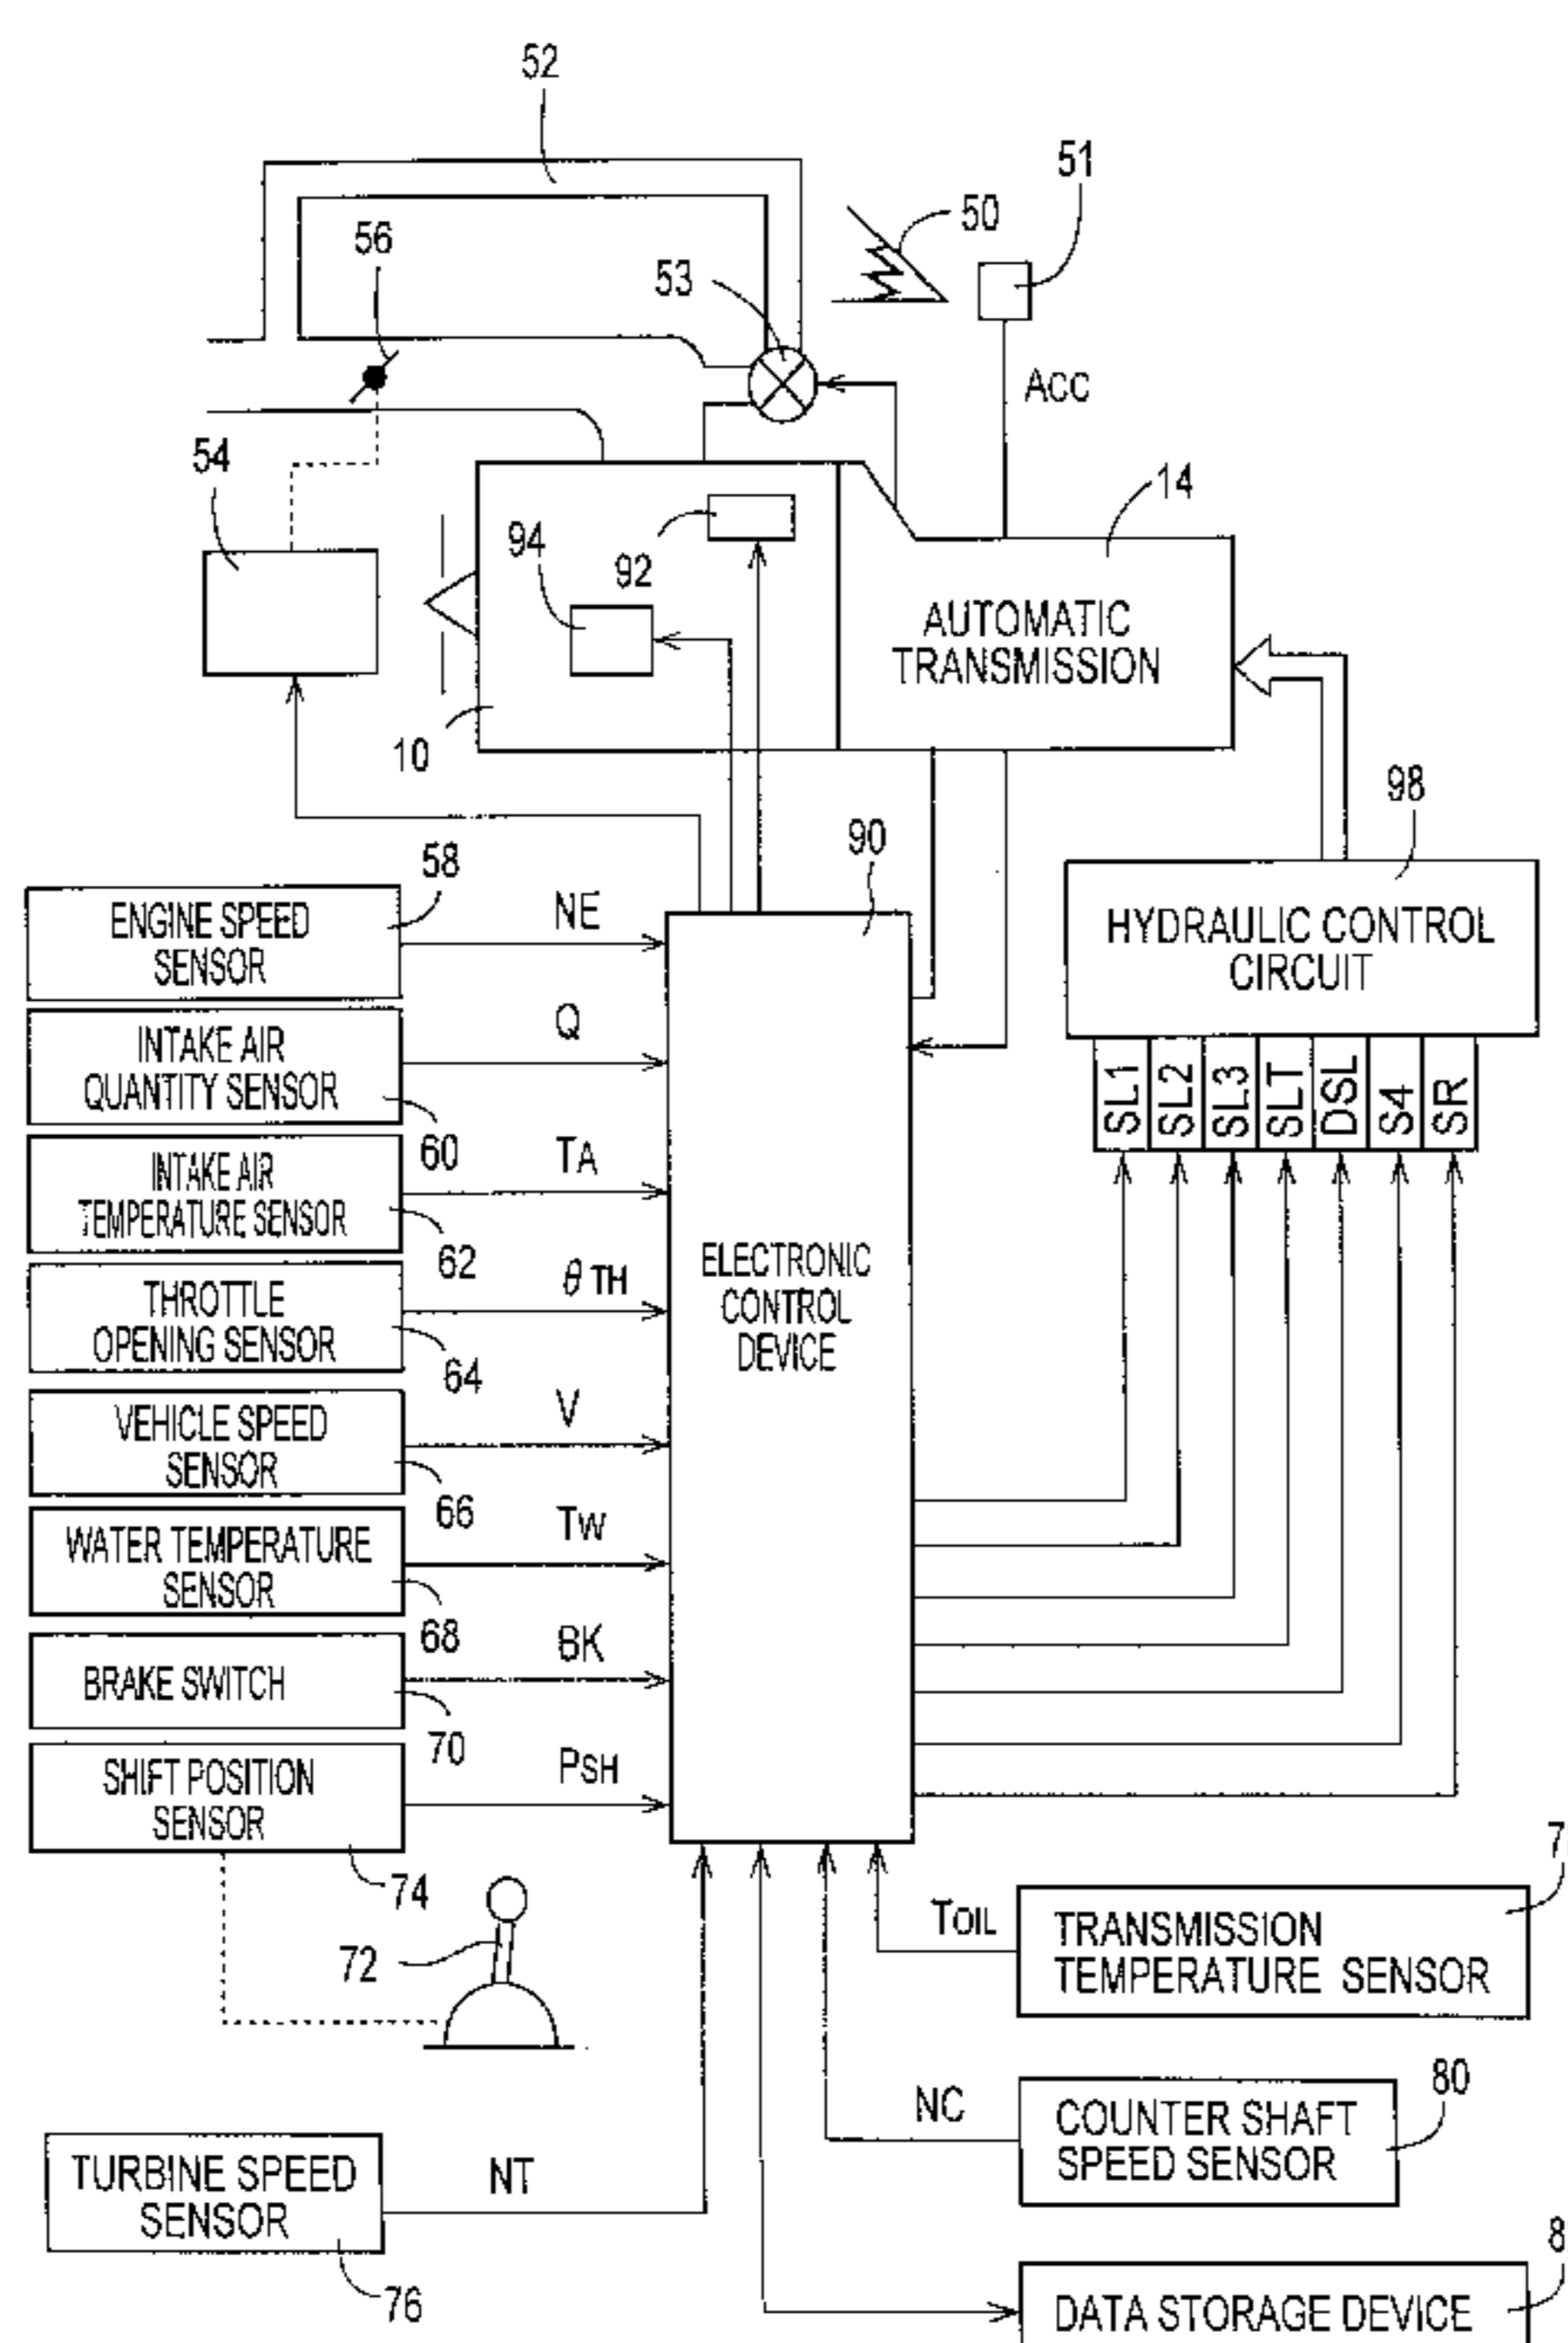 52
51
50
56
53
ACC
54
14
94
92
AUTOMATIC
TRANSMISSION
10
98
90
58
ENGINE SPEED
SENSOR
NE
HYDRAULIC CONTROL
CIRCUIT
INTAKE AIR
QUANTITY SENSOR
Q
60
SL1
SL2
SL3
SLT
DSL
S4
SR
INTAKE AIR
TEMPERATURE SENSOR
TA
62
THROTTLE
OPENING SENSOR
θTH
64
ELECTRONIC
CONTROL
DEVICE
VEHICLE SPEED
SENSOR
V
66
WATER TEMPERATURE
SENSOR
TW
68
BRAKE SWITCH
BK
70
SHIFT POSITION
SENSOR
PSH
74
72
7
TOIL
TRANSMISSION
TEMPERATURE SENSOR
80
NC
COUNTER SHAFT
SPEED SENSOR
TURBINE SPEED
SENSOR
NT
76
8
DATA STORAGE DEVICE